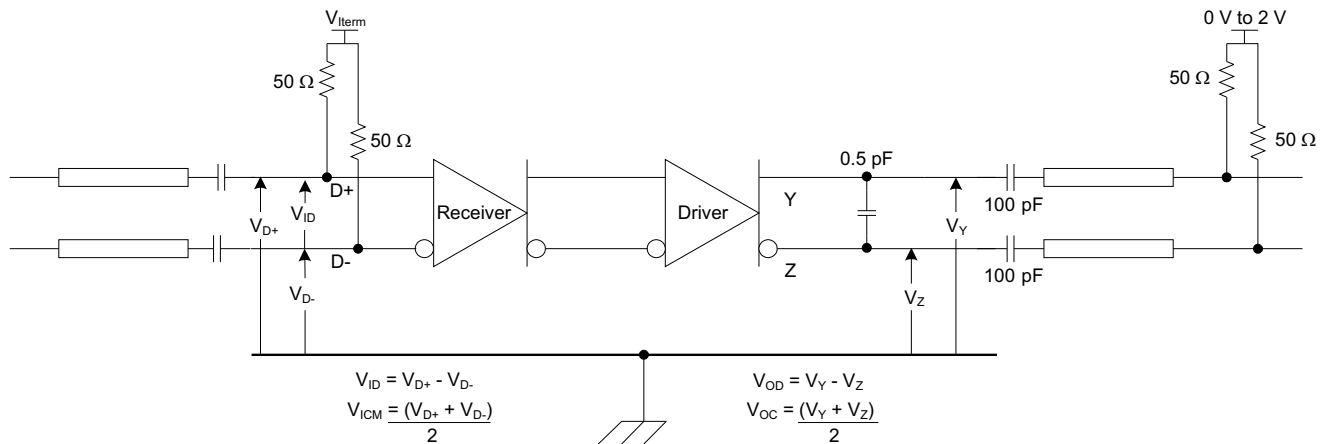 V_Iterm
0 V to 2 V
50 Ω
50 Ω
50 Ω
50 Ω
0.5 pF
D+
V_ID
V_D+
Receiver
Driver
Y
100 pF
V_Y
D-
V_D-
Z
V_Z
100 pF
V_ID = V_D+ - V_D-
V_ICM = (V_D+ + V_D-)
2
V_OD = V_Y - V_Z
V_OC = (V_Y + V_Z)
2